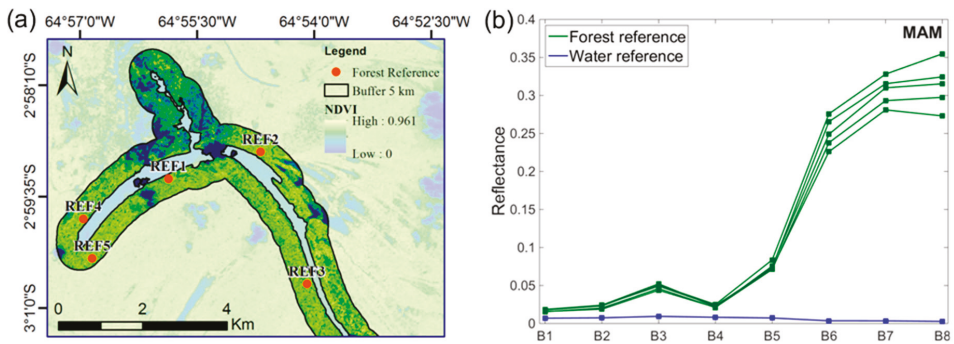 (a)
64°57'0"W 64°55'30"W 64°54'0"W 64°52'30"W
2°58'10"S
2°59'35"S
3°1'10"S
N
Legend
Forest Reference
Buffer 5 km
NDVI
High : 0.961
Low : 0
REF2
REF1
REF4
REF5
REF3
0 2 4
Km
(b)
MAM
Forest reference
Water reference
Reflectance
0.4
0.35
0.3
0.25
0.2
0.15
0.1
0.05
0
B1 B2 B3 B4 B5 B6 B7 B8